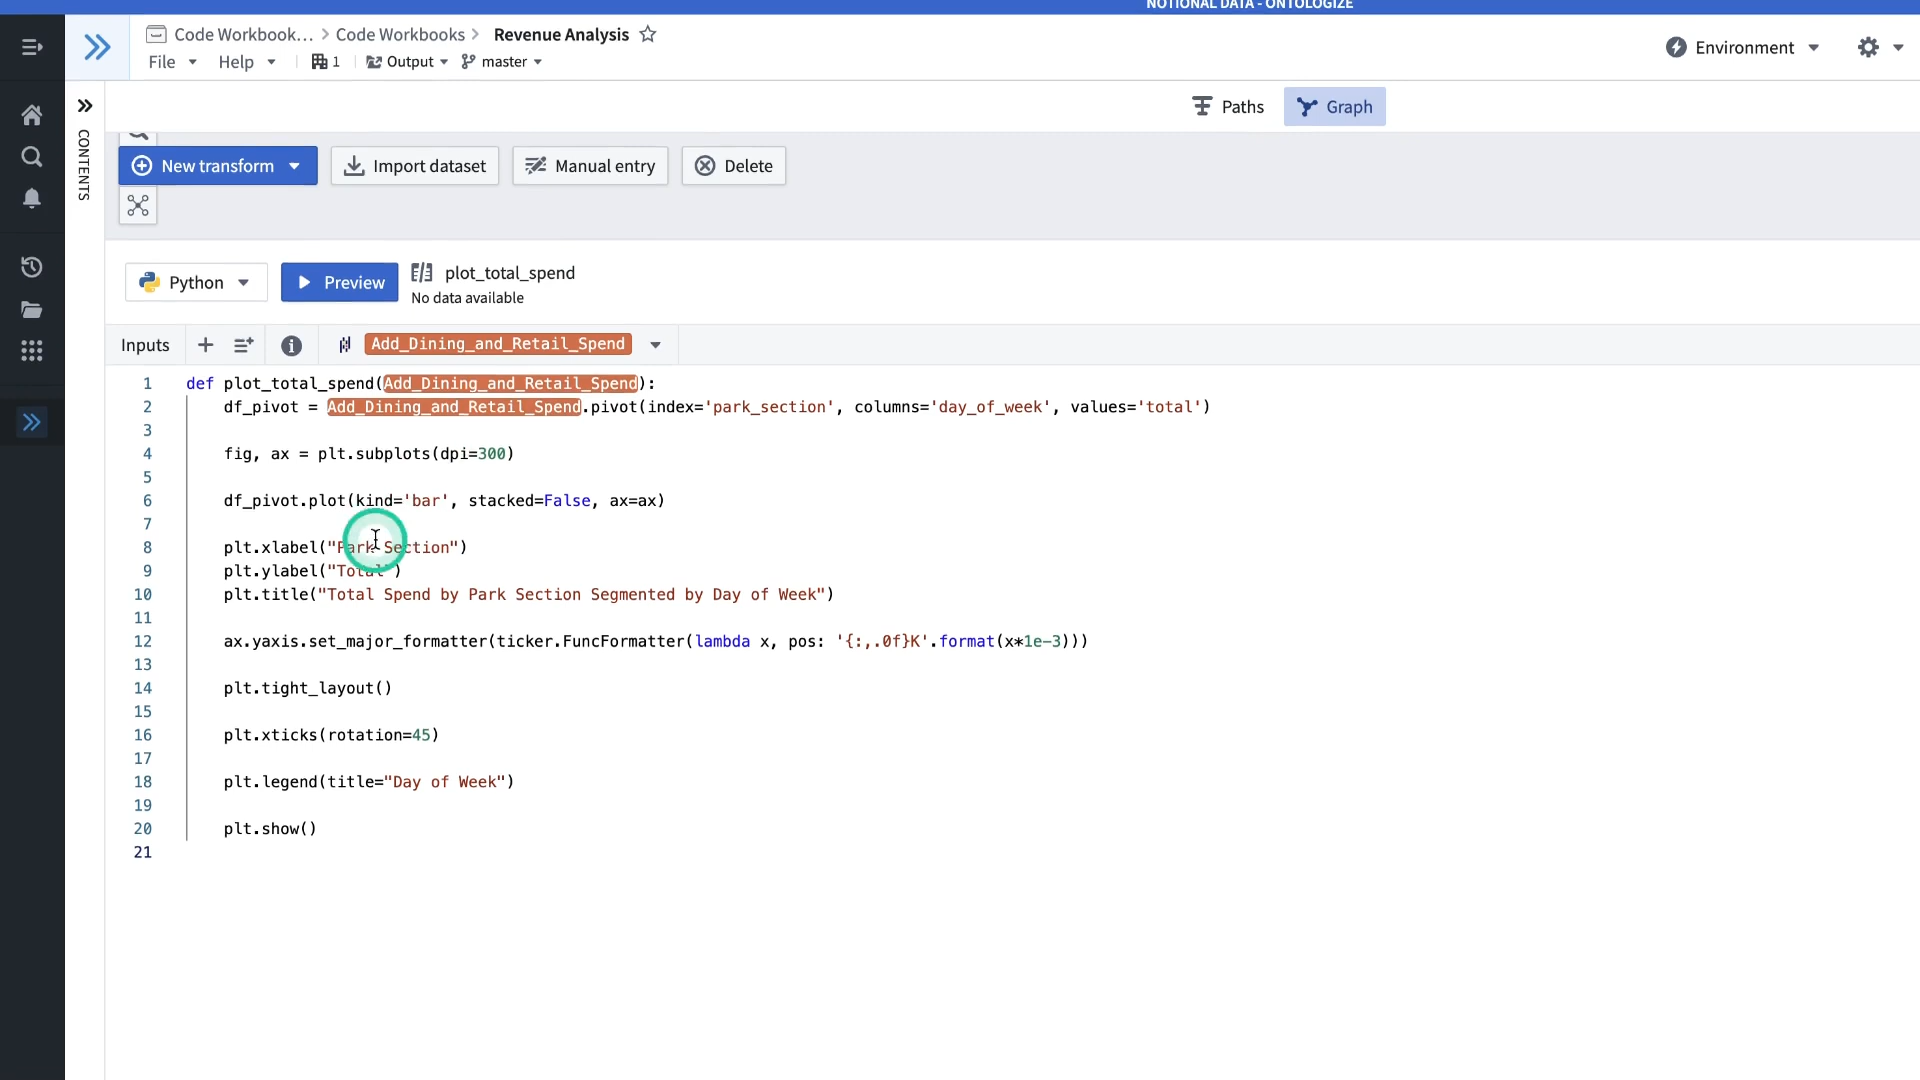 NOTIONAL DATA - ONTOLOGIZE
Code Workbook… > Code Workbooks > Revenue Analysis
File Help 1 Output master
Environment
CONTENTS
Paths Graph
New transform Import dataset Manual entry Delete
Python Preview plot_total_spend
No data available
Inputs Add_Dining_and_Retail_Spend
1 def plot_total_spend(Add_Dining_and_Retail_Spend):
2 df_pivot = Add_Dining_and_Retail_Spend.pivot(index='park_section', columns='day_of_week', values='total')
3
4 fig, ax = plt.subplots(dpi=300)
5
6 df_pivot.plot(kind='bar', stacked=False, ax=ax)
7
8 plt.xlabel("Park Section")
9 plt.ylabel("Total")
10 plt.title("Total Spend by Park Section Segmented by Day of Week")
11
12 ax.yaxis.set_major_formatter(ticker.FuncFormatter(lambda x, pos: '{:,.0f}K'.format(x*1e-3)))
13
14 plt.tight_layout()
15
16 plt.xticks(rotation=45)
17
18 plt.legend(title="Day of Week")
19
20 plt.show()
21